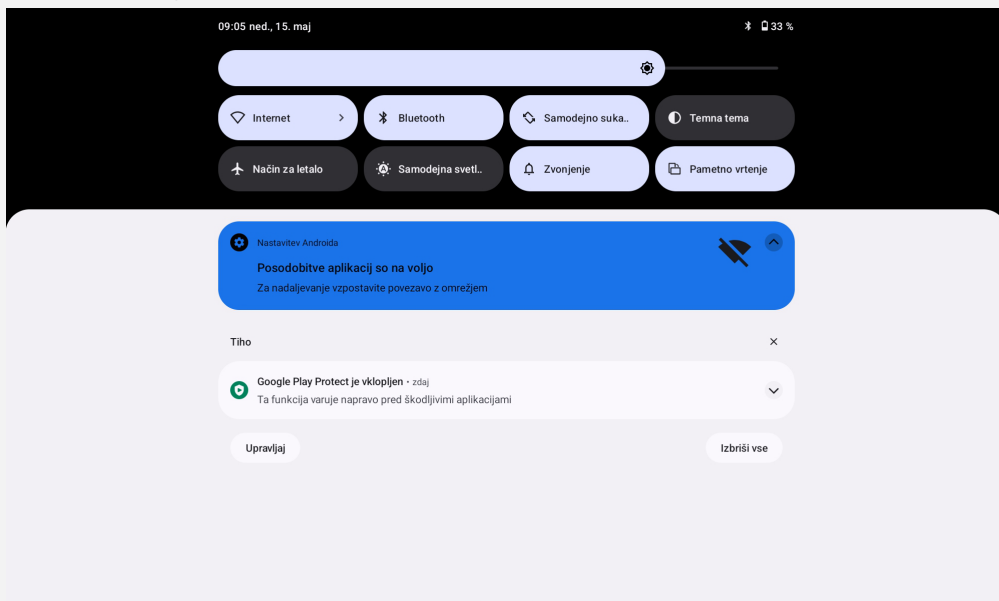 09:05 ned., 15. maj
33 %
Internet
Bluetooth
Samodejno suka..
Temna tema
Način za letalo
Samodejna svetl..
Zvonjenje
Pametno vrtenje
Nastavitev Androida
Posodobitve aplikacij so na voljo
Za nadaljevanje vzpostavite povezavo z omrežjem
Tiho
Google Play Protect je vklopljen • zdaj
Ta funkcija varuje napravo pred škodljivimi aplikacijami
Upravljaj
Izbriši vse